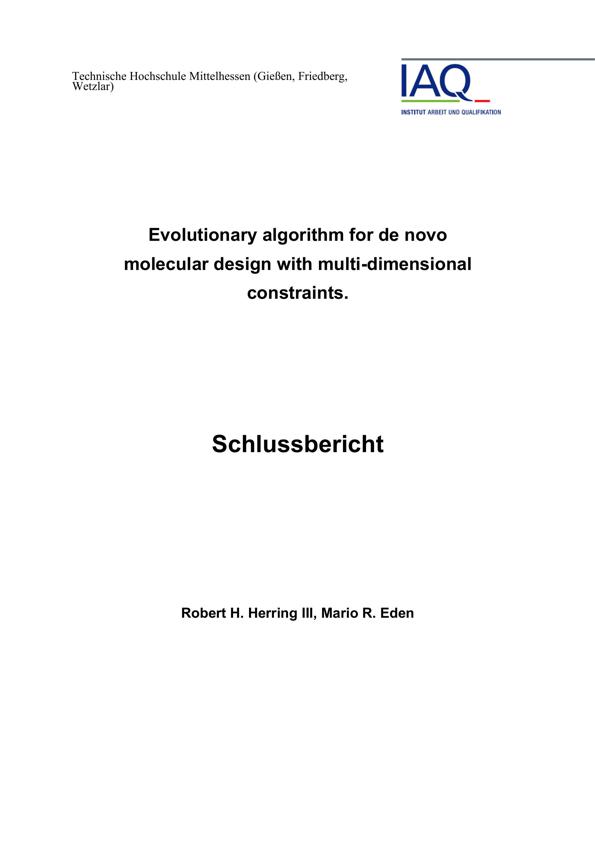 Technische Hochschule Mittelhessen (Gießen, Friedberg,
Wetzlar)
IAQ
INSTITUT ARBEIT UND QUALIFIKATION
Evolutionary algorithm for de novo
molecular design with multi-dimensional
constraints.
Schlussbericht
Robert H. Herring III, Mario R. Eden